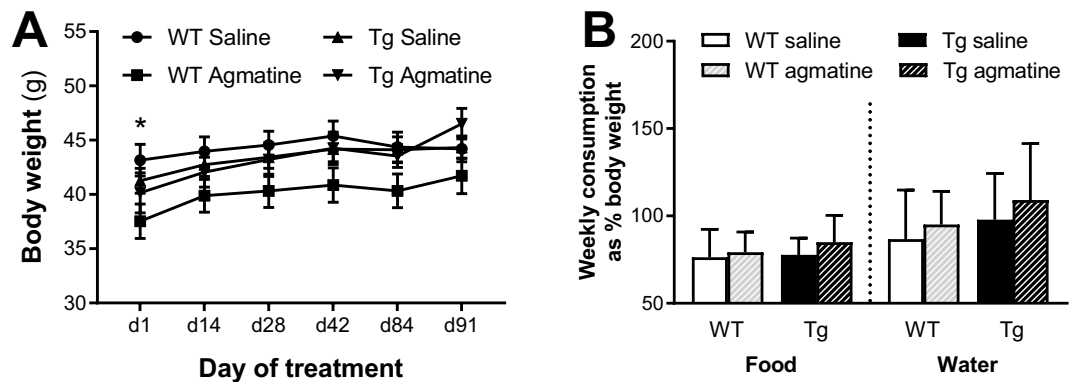 A
55
50
45
40
35
30
Body weight (g)
WT Saline
Tg Saline
WT Agmatine
Tg Agmatine
*
d1 d14 d28 d42 d84 d91
Day of treatment
B
200
150
100
50
Weekly consumption
as % body weight
WT saline
Tg saline
WT agmatine
Tg agmatine
WT Tg WT Tg
Food Water